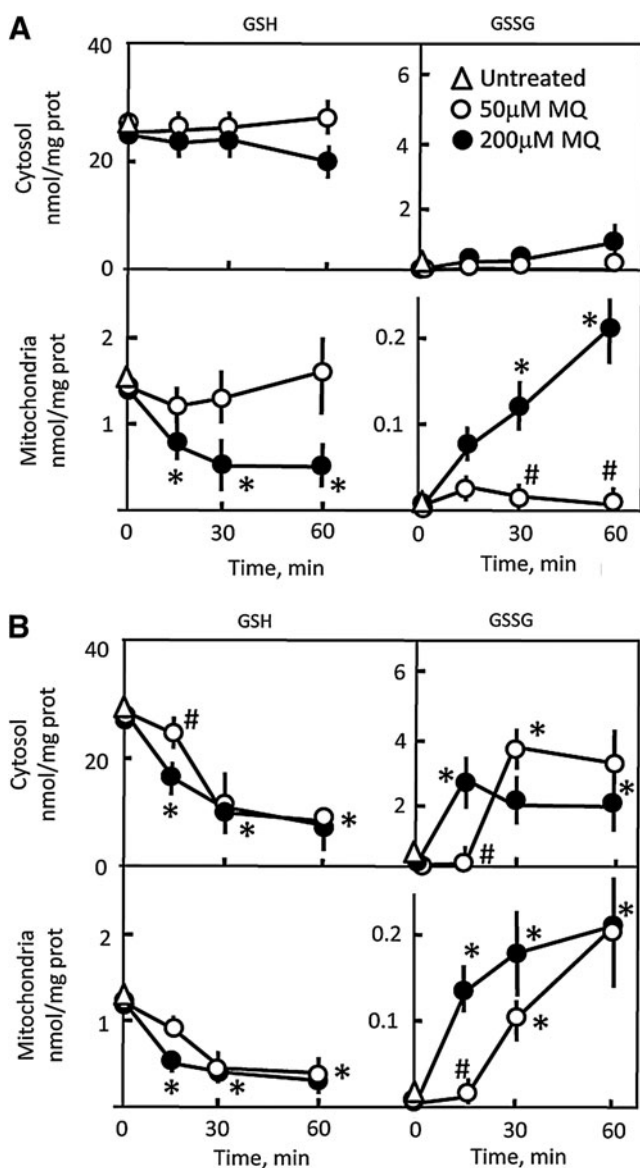 A
GSH
GSSG
Cytosol
nmol/mg prot
40
20
0
6
4
2
Untreated
50μM MQ
200μM MQ
Mitochondria
nmol/mg prot
2
1
* * *
0.2
0.1
* *
# #
0 30 60
0 30 60
Time, min
Time, min
B
GSH
GSSG
Cytosol
nmol/mg prot
40
20
0
#
* * *
6
4
2
* * *
#
Mitochondria
nmol/mg prot
2
1
* * *
0.2
0.1
* * *
# *
0 30 60
0 30 60
Time, min
Time, min